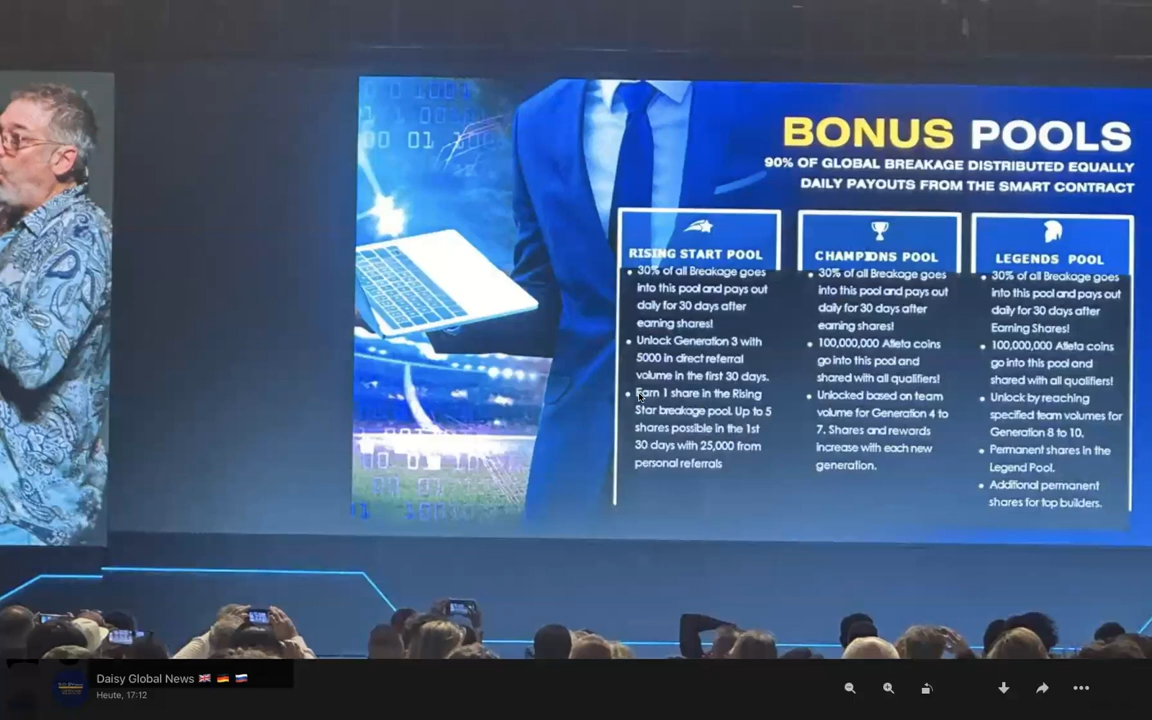 BONUS POOLS
90% OF GLOBAL BREAKAGE DISTRIBUTED EQUALLY
DAILY PAYOUTS FROM THE SMART CONTRACT
RISING START POOL
• 30% of all Breakage goes
into this pool and pays out
daily for 30 days after
earning shares!
• Unlock Generation 3 with
5000 in direct referral
volume in the first 30 days.
• Earn 1 share in the Rising
Star breakage pool. Up to 5
shares possible in the 1st
30 days with 25,000 from
personal referrals
CHAMPIONS POOL
• 30% of all Breakage goes
into this pool and pays out
daily for 30 days after
earning shares!
• 100,000,000 Atleta coins
go into this pool and
shared with all qualifiers!
• Unlocked based on team
volume for Generation 4 to
7. Shares and rewards
increase with each new
generation.
LEGENDS POOL
• 30% of all Breakage goes
into this pool and pays out
daily for 30 days after
Earning Shares!
• 100,000,000 Atleta coins
go into this pool and
shared with all qualifiers!
• Unlock by reaching
specified team volumes for
Generation 8 to 10.
• Permanent shares in the
Legend Pool.
• Additional permanent
shares for top builders.
Daisy Global News
Heute, 17:12